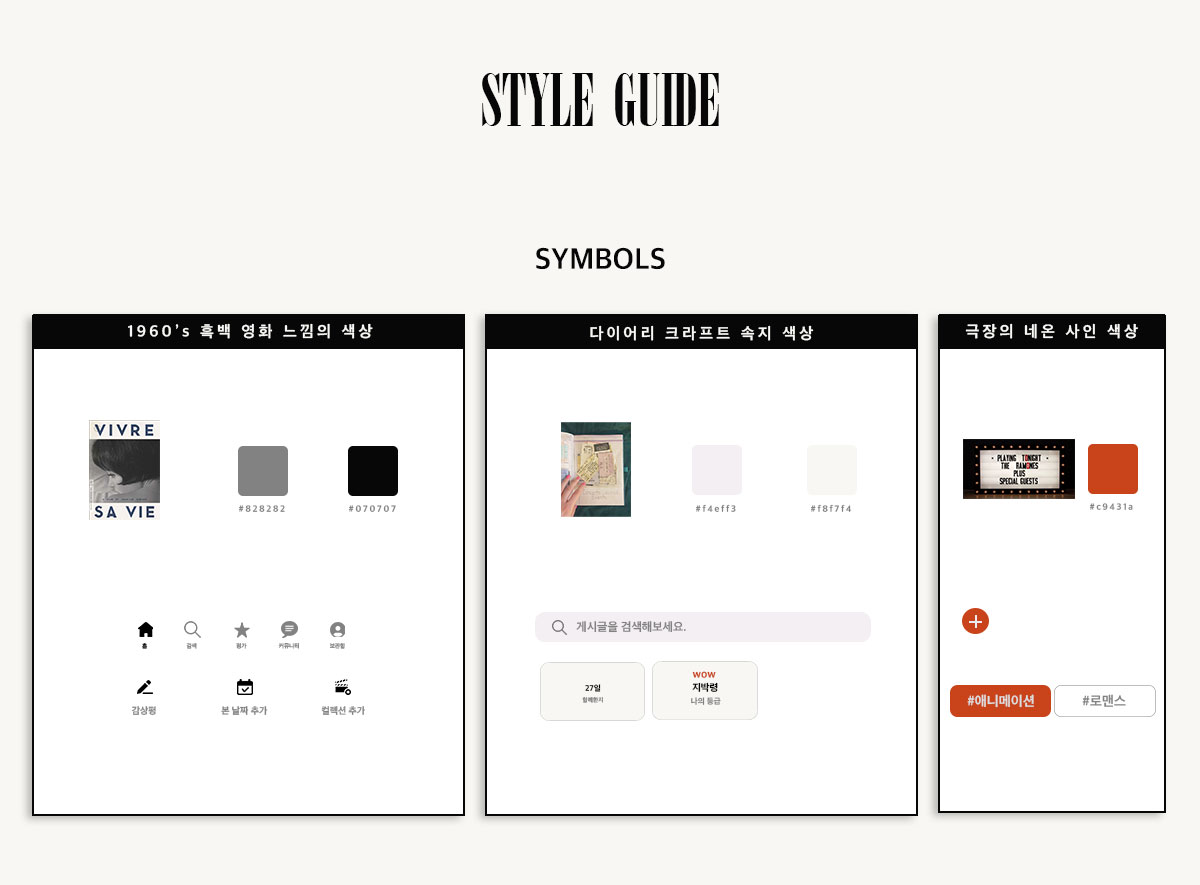 STYLE GUIDE
SYMBOLS
1960's 흑백 영화 느낌의 색상
VIVRE
SA VIE
#828282
#070707
홈
검색
평가
커뮤니티
보관함
감상평
본 날짜 추가
컬렉션 추가
다이어리 크라프트 속지 색상
#f4eff3
#f8f7f4
게시글을 검색해보세요.
27일
함께한지
WOW
지박령
나의 등급
극장의 네온 사인 색상
PLAYING TONIGHT
THE RAMONES
PLUS
SPECIAL GUESTS
#c9431a
#애니메이션
#로맨스